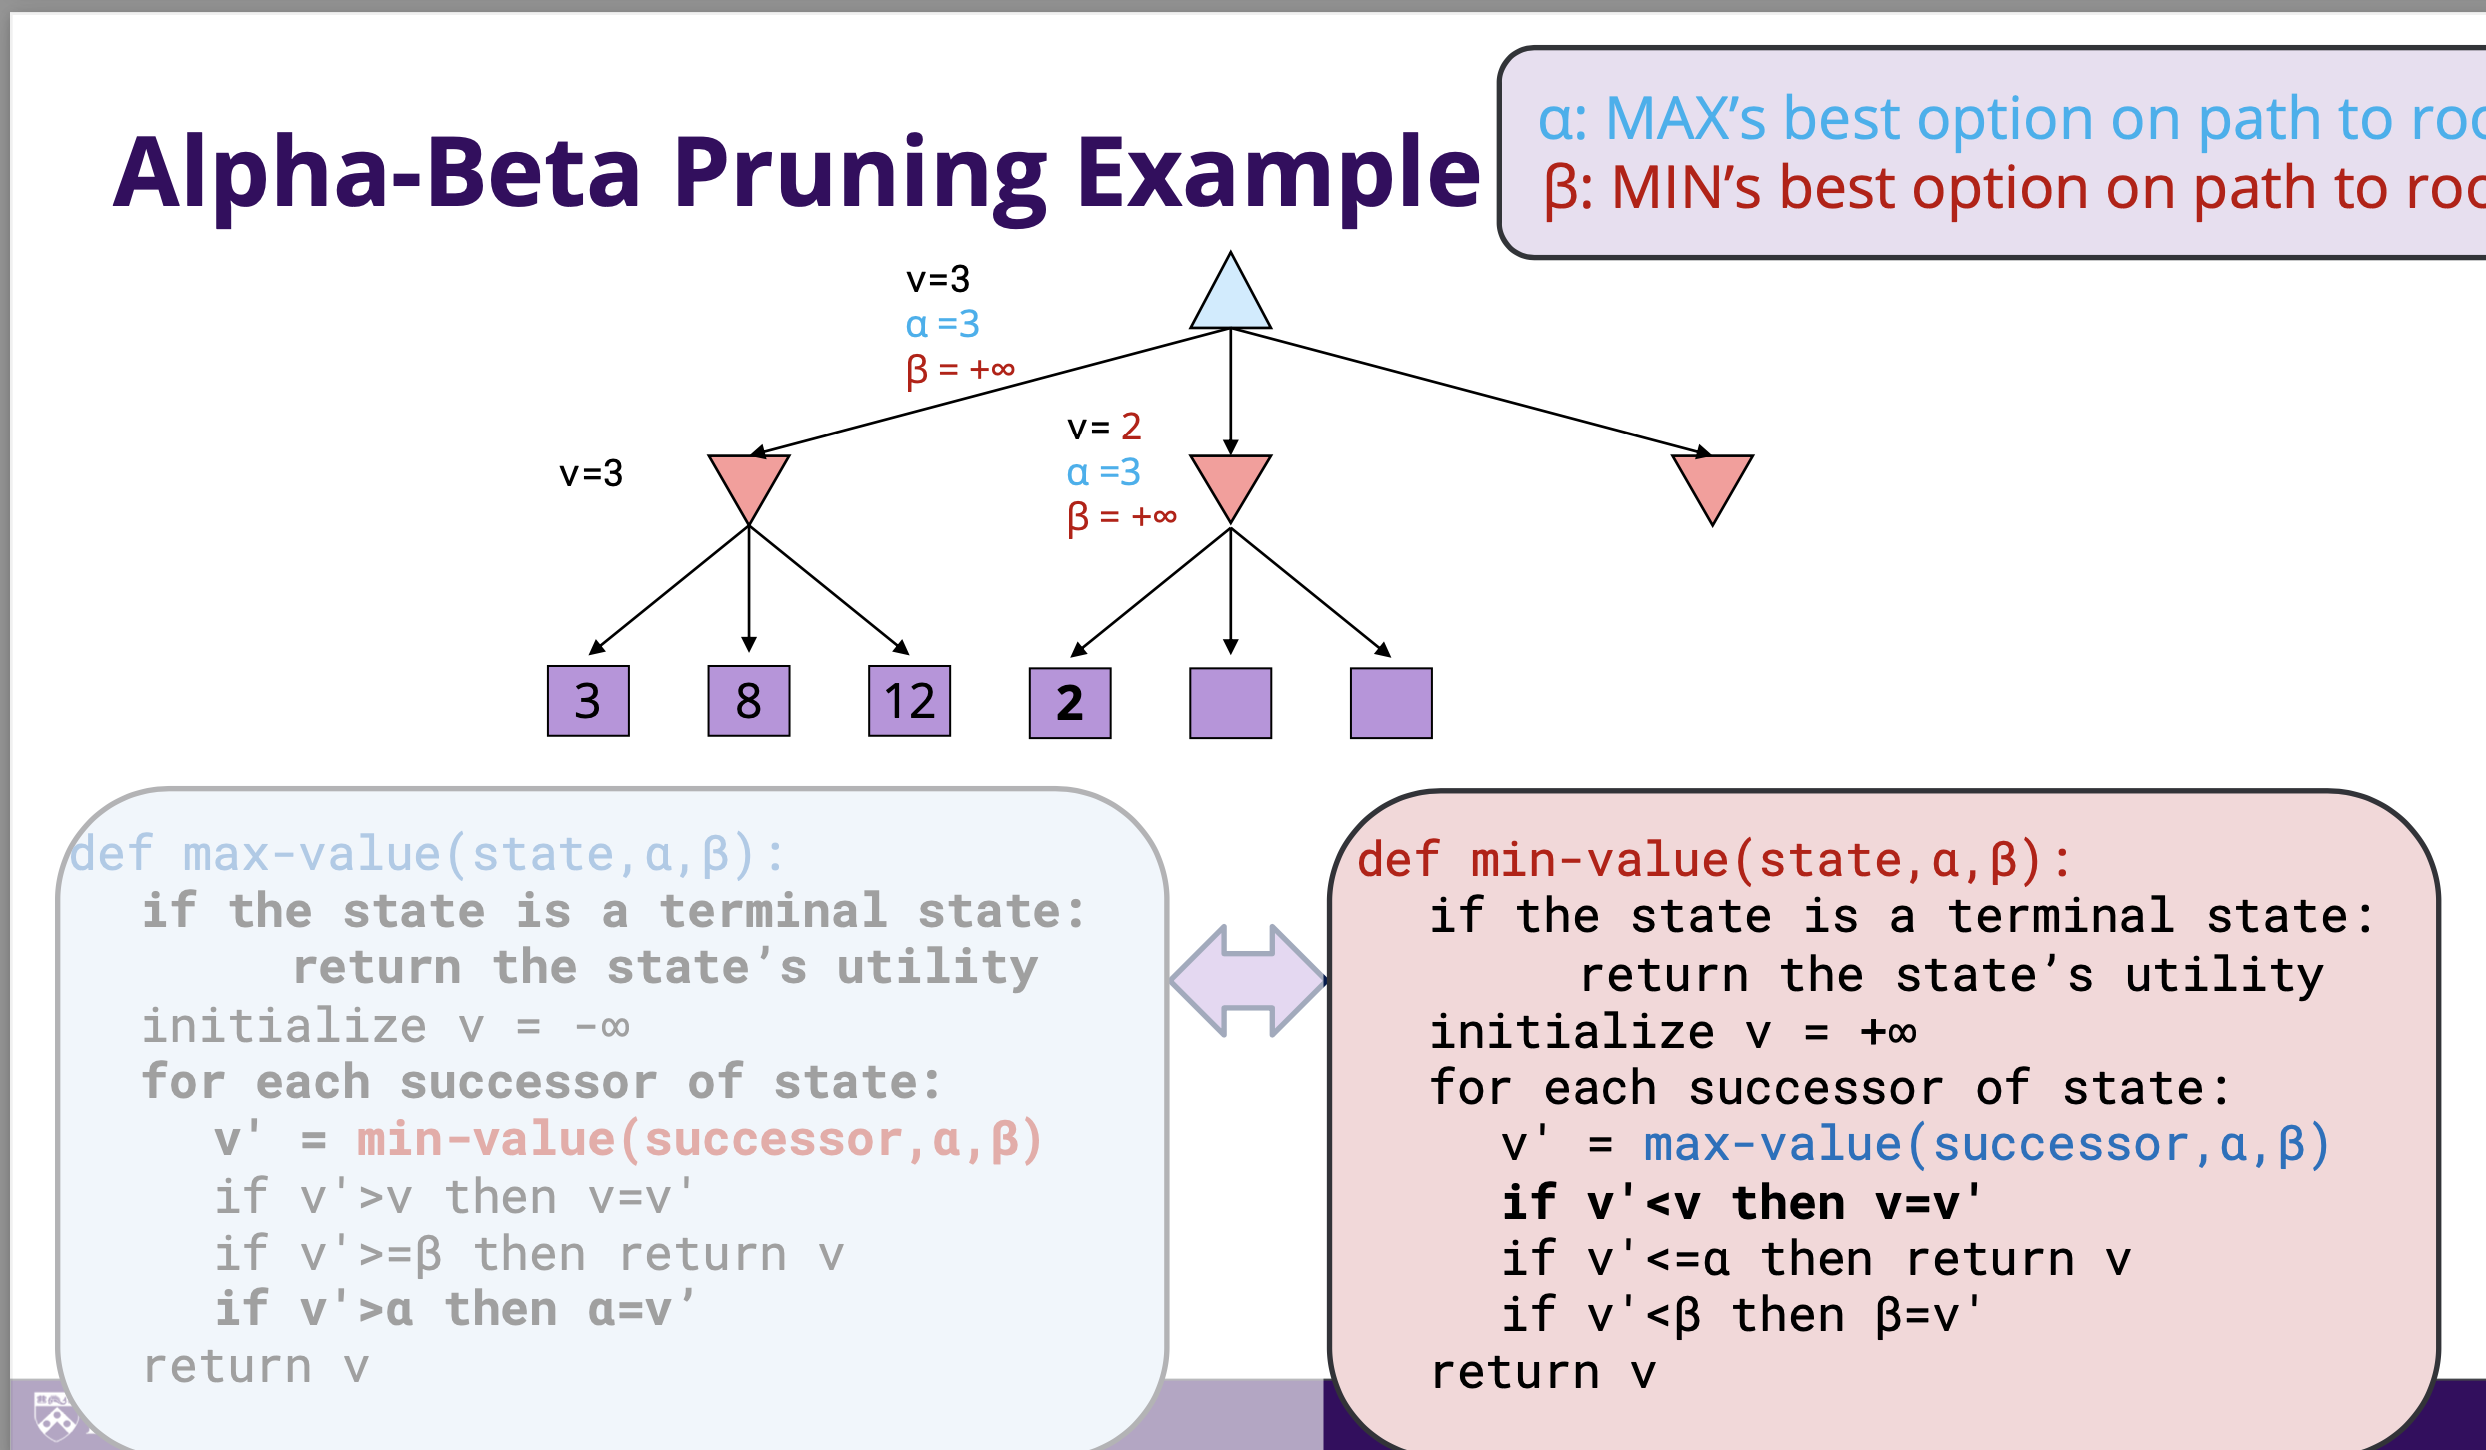 Alpha-Beta Pruning Example
α: MAX’s best option on path to
β: MIN’s best option on path to
v=3
α =3
β = +∞
v= 2
α =3
β = +∞
v=3
3
8
12
2
def max-value(state,α,β):
if the state is a terminal state:
return the state’s utility
initialize v = -∞
for each successor of state:
v' = min-value(successor,α,β)
if v'>v then v=v'
if v'>=β then return v
if v'>α then α=v’
return v
def min-value(state,α,β):
if the state is a terminal state:
return the state’s utility
initialize v = +∞
for each successor of state:
v' = max-value(successor,α,β)
if v'<v then v=v'
if v'<=α then return v
if v'<β then β=v'
return v